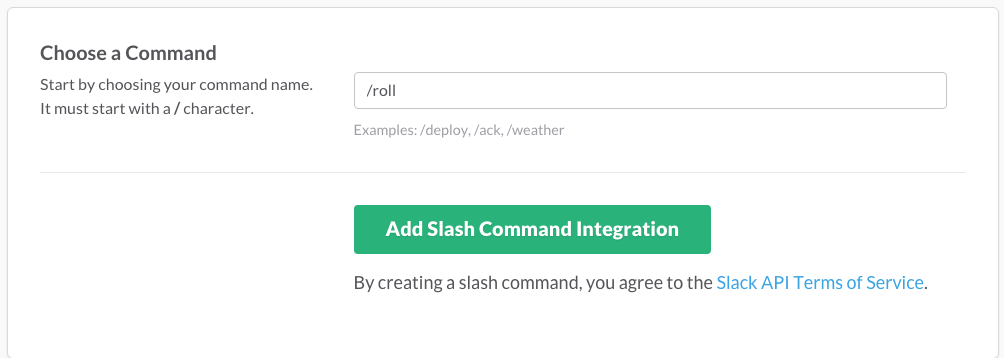 Choose a Command
Start by choosing your command name.
It must start with a / character.
/roll
Examples: /deploy, /ack, /weather
Add Slash Command Integration
By creating a slash command, you agree to the Slack API Terms of Service.